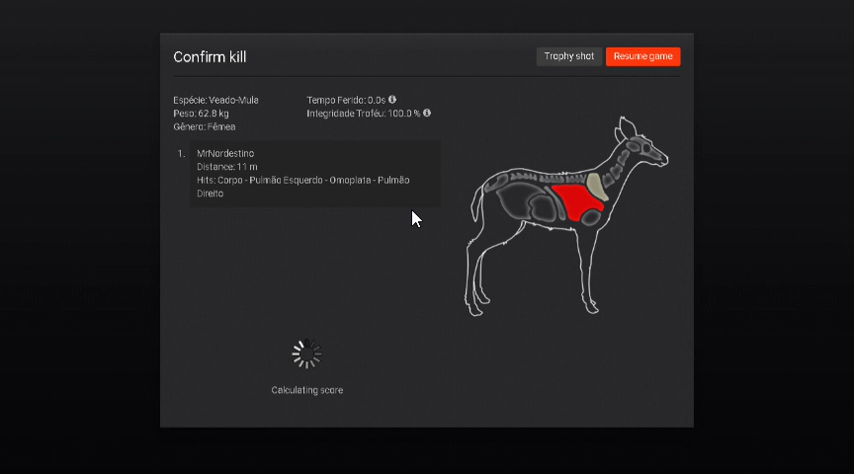 Confirm kill
Trophy shot
Resume game
Espécie: Veado-Mula
Tempo Ferido: 0.0s
Peso: 62.8 kg
Integridade Troféu: 100.0 %
Gênero: Fêmea
1.
MrNordestino
Distance: 11 m
Hits: Corpo - Pulmão Esquerdo - Omoplata - Pulmão
Direito
Calculating score